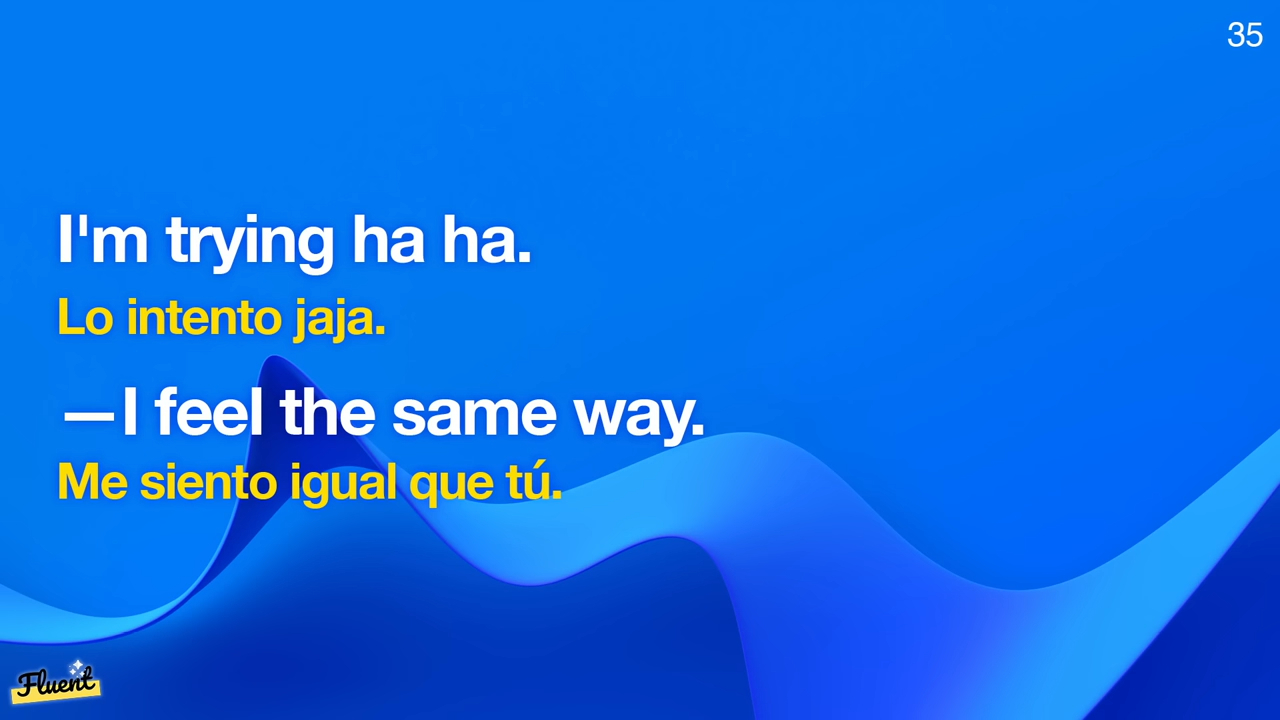 35
I'm trying ha ha.
Lo intento jaja.
—I feel the same way.
Me siento igual que tú.
Fluent